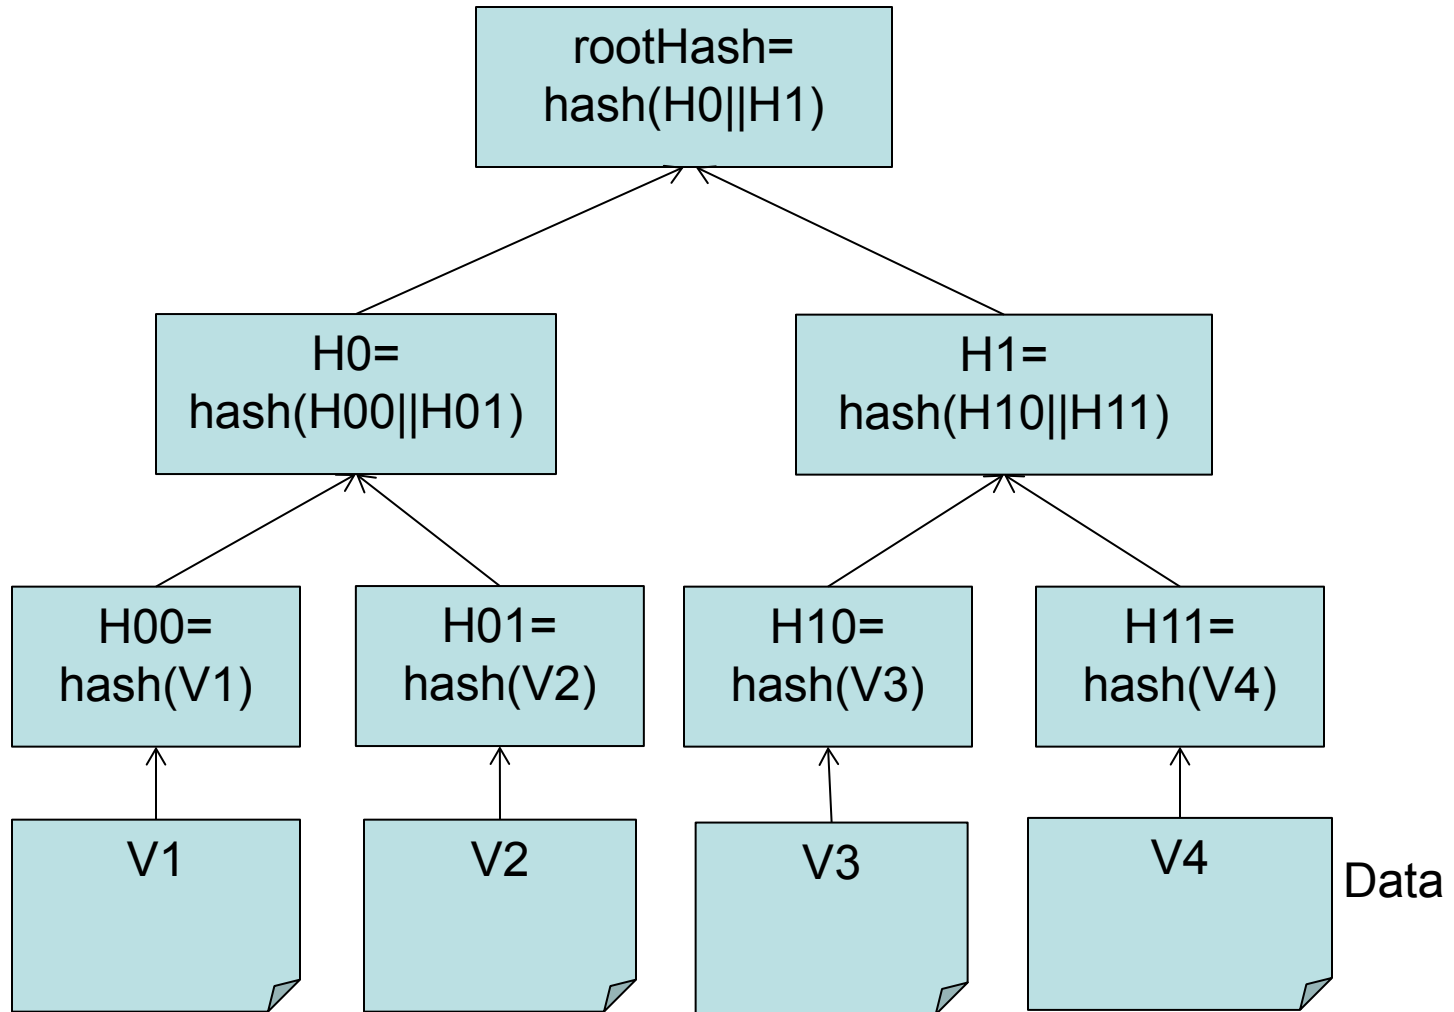 rootHash=
hash(H0||H1)
H0=
hash(H00||H01)
H1=
hash(H10||H11)
H00=
hash(V1)
H01=
hash(V2)
H10=
hash(V3)
H11=
hash(V4)
V1
V2
V3
V4
Data